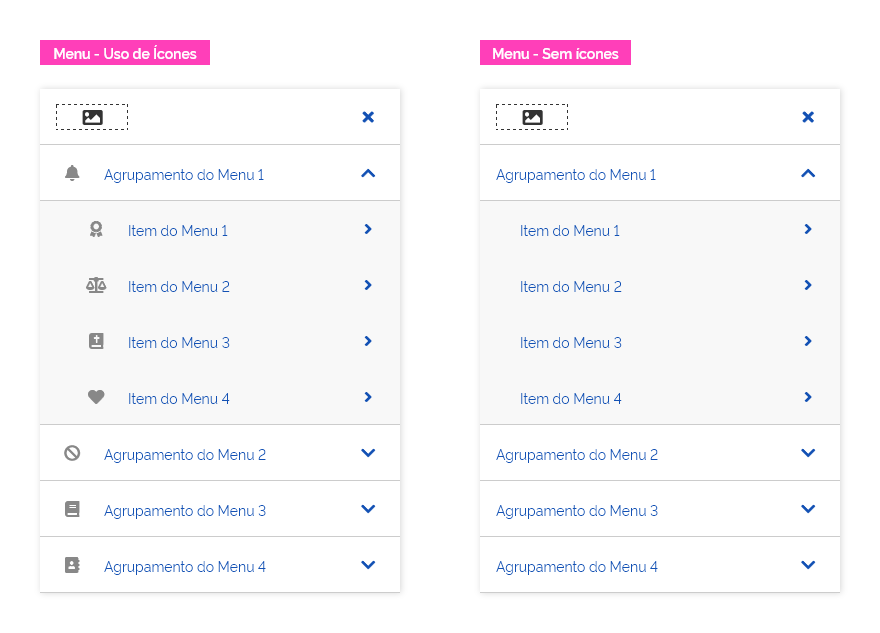 Menu - Uso de Ícones
Agrupamento do Menu 1
Item do Menu 1
Item do Menu 2
Item do Menu 3
Item do Menu 4
Agrupamento do Menu 2
Agrupamento do Menu 3
Agrupamento do Menu 4
Menu - Sem ícones
Agrupamento do Menu 1
Item do Menu 1
Item do Menu 2
Item do Menu 3
Item do Menu 4
Agrupamento do Menu 2
Agrupamento do Menu 3
Agrupamento do Menu 4